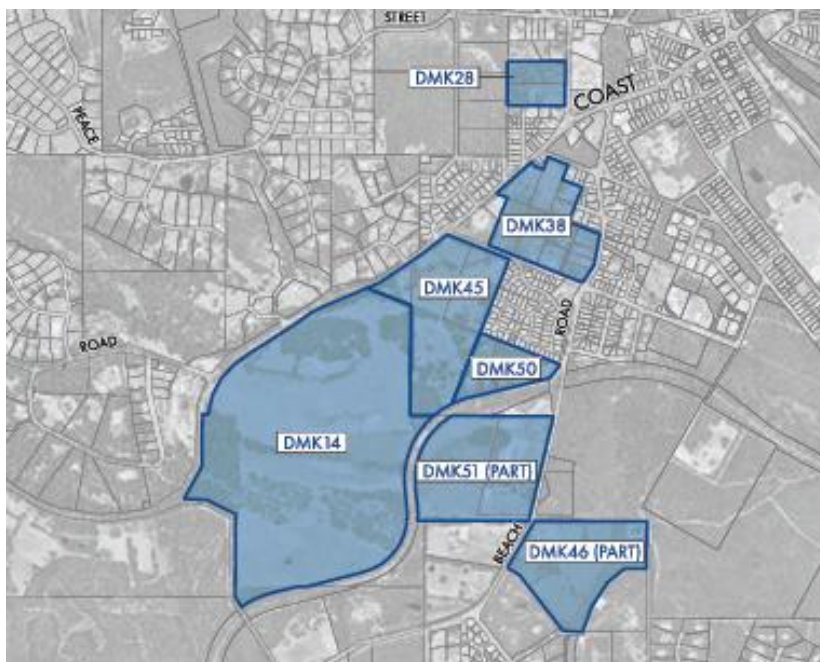 STREET
DMK28
COAST
PEACE
DMK38
DMK45
ROAD
ROAD
DMK50
DMK14
DMK51 (PART)
BEACH
DMK46 (PART)